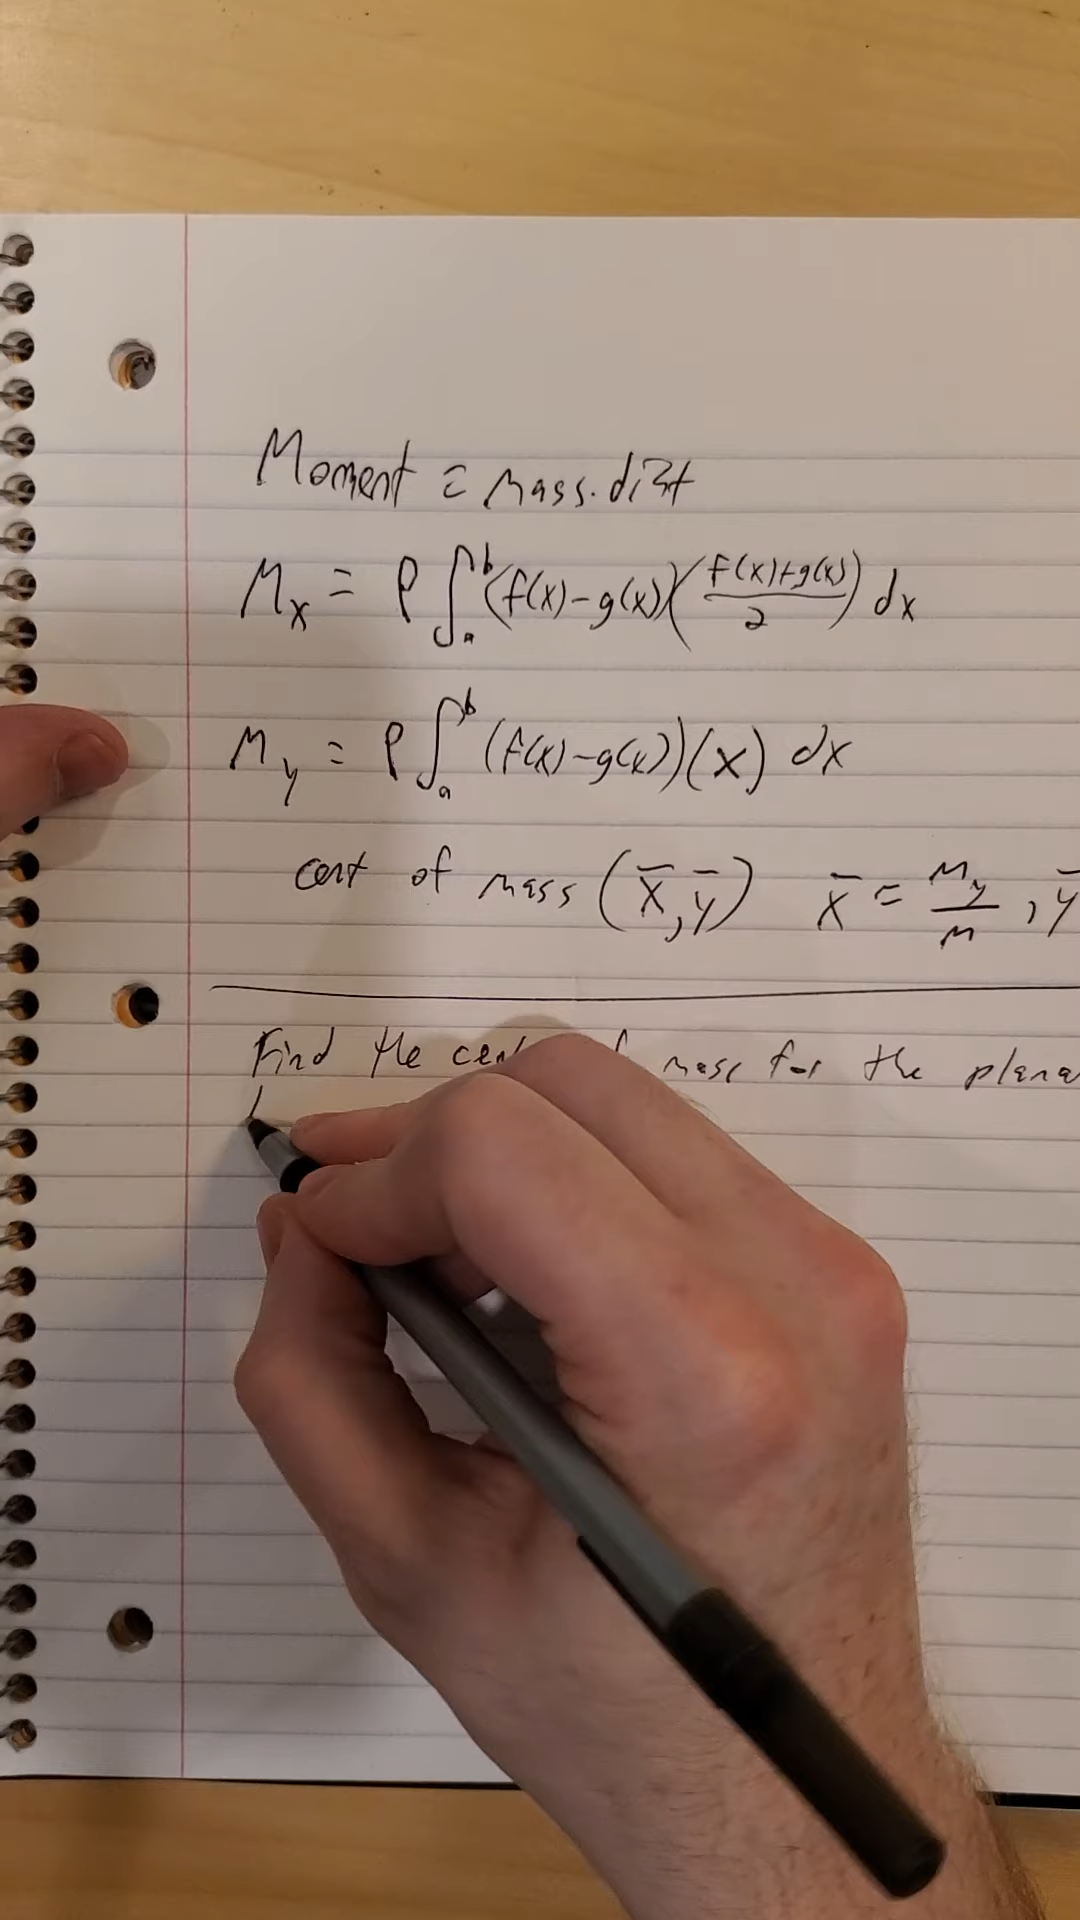 Moment = mass · dist
Mx = ρ∫ₐᵇ (f(x)-g(x))((f(x)+g(x))/2) dx
My = ρ∫ₐᵇ (f(x)-g(x))(x) dx
cent of mass (x̄, ȳ) x̄ = My/m , ȳ
Find the mass for the